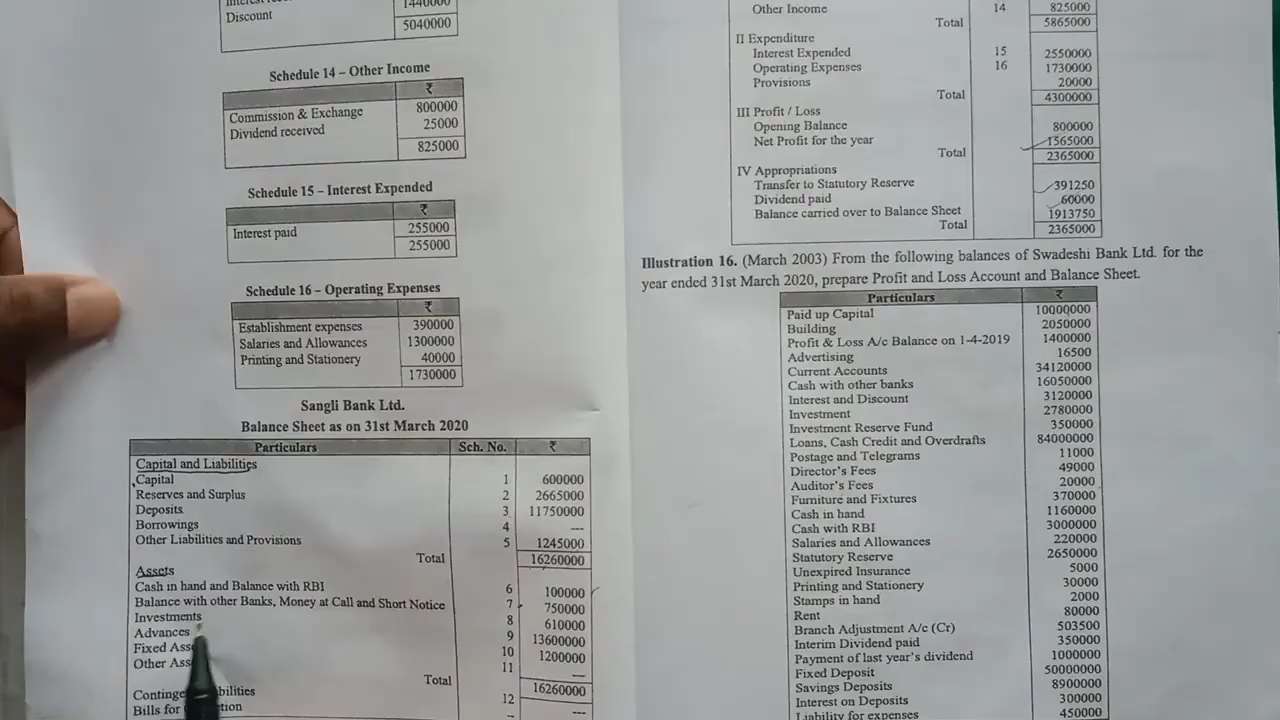 1440000
Discount
5040000
Schedule 14 – Other Income
₹
Commission & Exchange 800000
Dividend received 25000
825000
Schedule 15 – Interest Expended
₹
Interest paid 255000
255000
Schedule 16 – Operating Expenses
₹
Establishment expenses 390000
Salaries and Allowances 1300000
Printing and Stationery 40000
1730000
Sangli Bank Ltd.
Balance Sheet as on 31st March 2020
Particulars Sch. No. ₹
Capital and Liabilities
Capital 1 600000
Reserves and Surplus 2 2665000
Deposits 3 11750000
Borrowings 4 ---
Other Liabilities and Provisions 5 1245000
Total 16260000
Assets
Cash in hand and Balance with RBI 6 100000
Balance with other Banks, Money at Call and Short Notice 7 750000
Investments 8 610000
Advances 9 13600000
Fixed Ass 10 1200000
Other Ass 11
Total 16260000
Continge bilities 12 ---
Bills for tion --
Other Income 14 825000
Total 5865000
II Expenditure
Interest Expended 15 2550000
Operating Expenses 16 1730000
Provisions 20000
Total 4300000
III Profit / Loss
Opening Balance 800000
Net Profit for the year 1565000
Total 2365000
IV Appropriations
Transfer to Statutory Reserve 391250
Dividend paid 60000
Balance carried over to Balance Sheet 1913750
Total 2365000
Illustration 16. (March 2003) From the following balances of Swadeshi Bank Ltd. for the
year ended 31st March 2020, prepare Profit and Loss Account and Balance Sheet.
Particulars ₹
Paid up Capital 10000000
Building 2050000
Profit & Loss A/c Balance on 1-4-2019 1400000
Advertising 16500
Current Accounts 34120000
Cash with other banks 16050000
Interest and Discount 3120000
Investment 2780000
Investment Reserve Fund 350000
Loans, Cash Credit and Overdrafts 84000000
Postage and Telegrams 11000
Director's Fees 49000
Auditor's Fees 20000
Furniture and Fixtures 370000
Cash in hand 1160000
Cash with RBI 3000000
Salaries and Allowances 220000
Statutory Reserve 2650000
Unexpired Insurance 5000
Printing and Stationery 30000
Stamps in hand 2000
Rent 80000
Branch Adjustment A/c (Cr) 503500
Interim Dividend paid 350000
Payment of last year's dividend 1000000
Fixed Deposit 50000000
Savings Deposits 8900000
Interest on Deposits 300000
Liability for expenses 450000